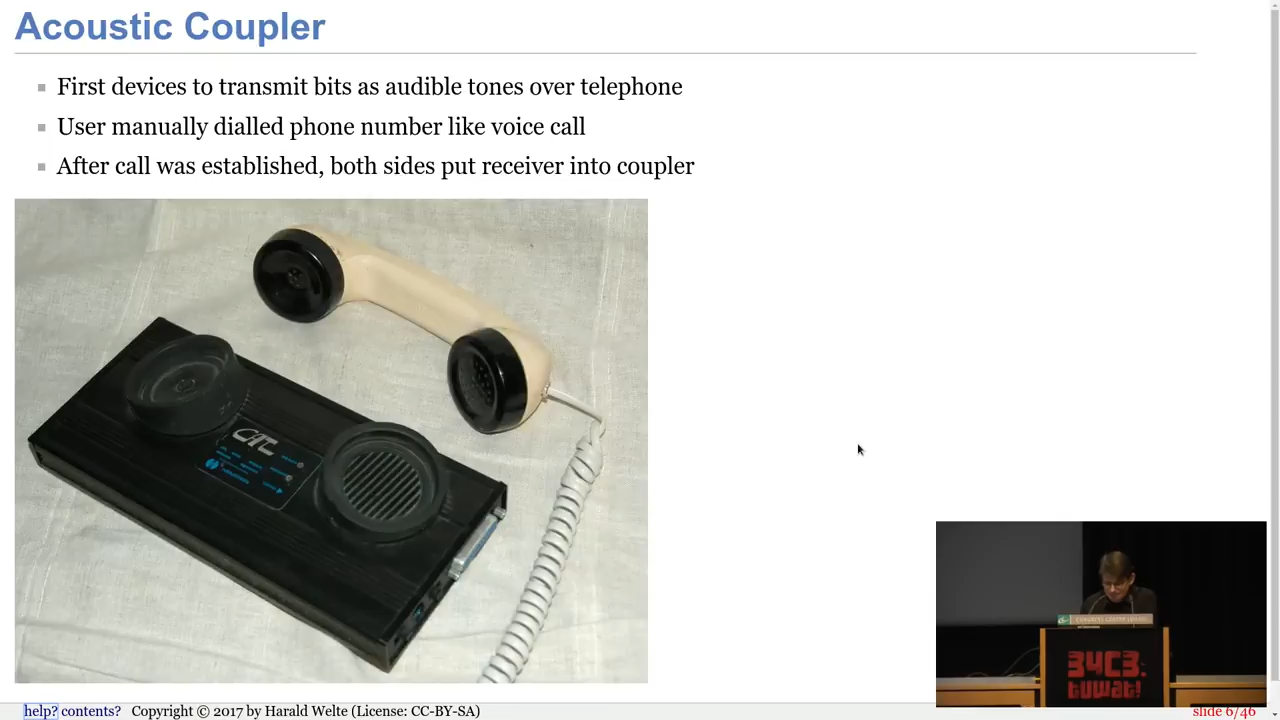 Acoustic Coupler
First devices to transmit bits as audible tones over telephone
User manually dialled phone number like voice call
After call was established, both sides put receiver into coupler
CAT
34C3.
tuwat!
help? contents? Copyright © 2017 by Harald Welte (License: CC-BY-SA)
slide 6/46